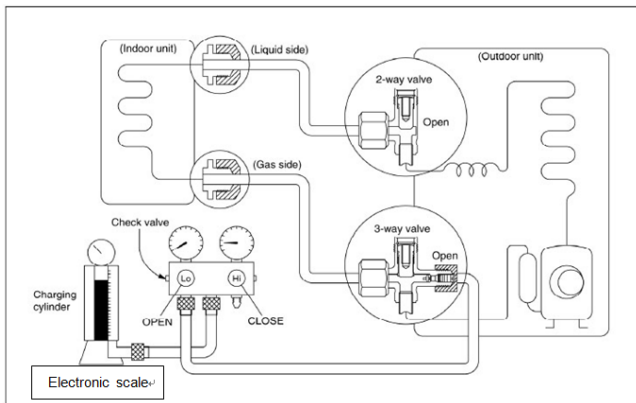 (Indoor unit)
(Liquid side)
2-way valve
(Outdoor unit)
Open
(Gas side)
3-way valve
Open
Check valve
Lo
Hi
Charging
cylinder
OPEN
CLOSE
Electronic scale